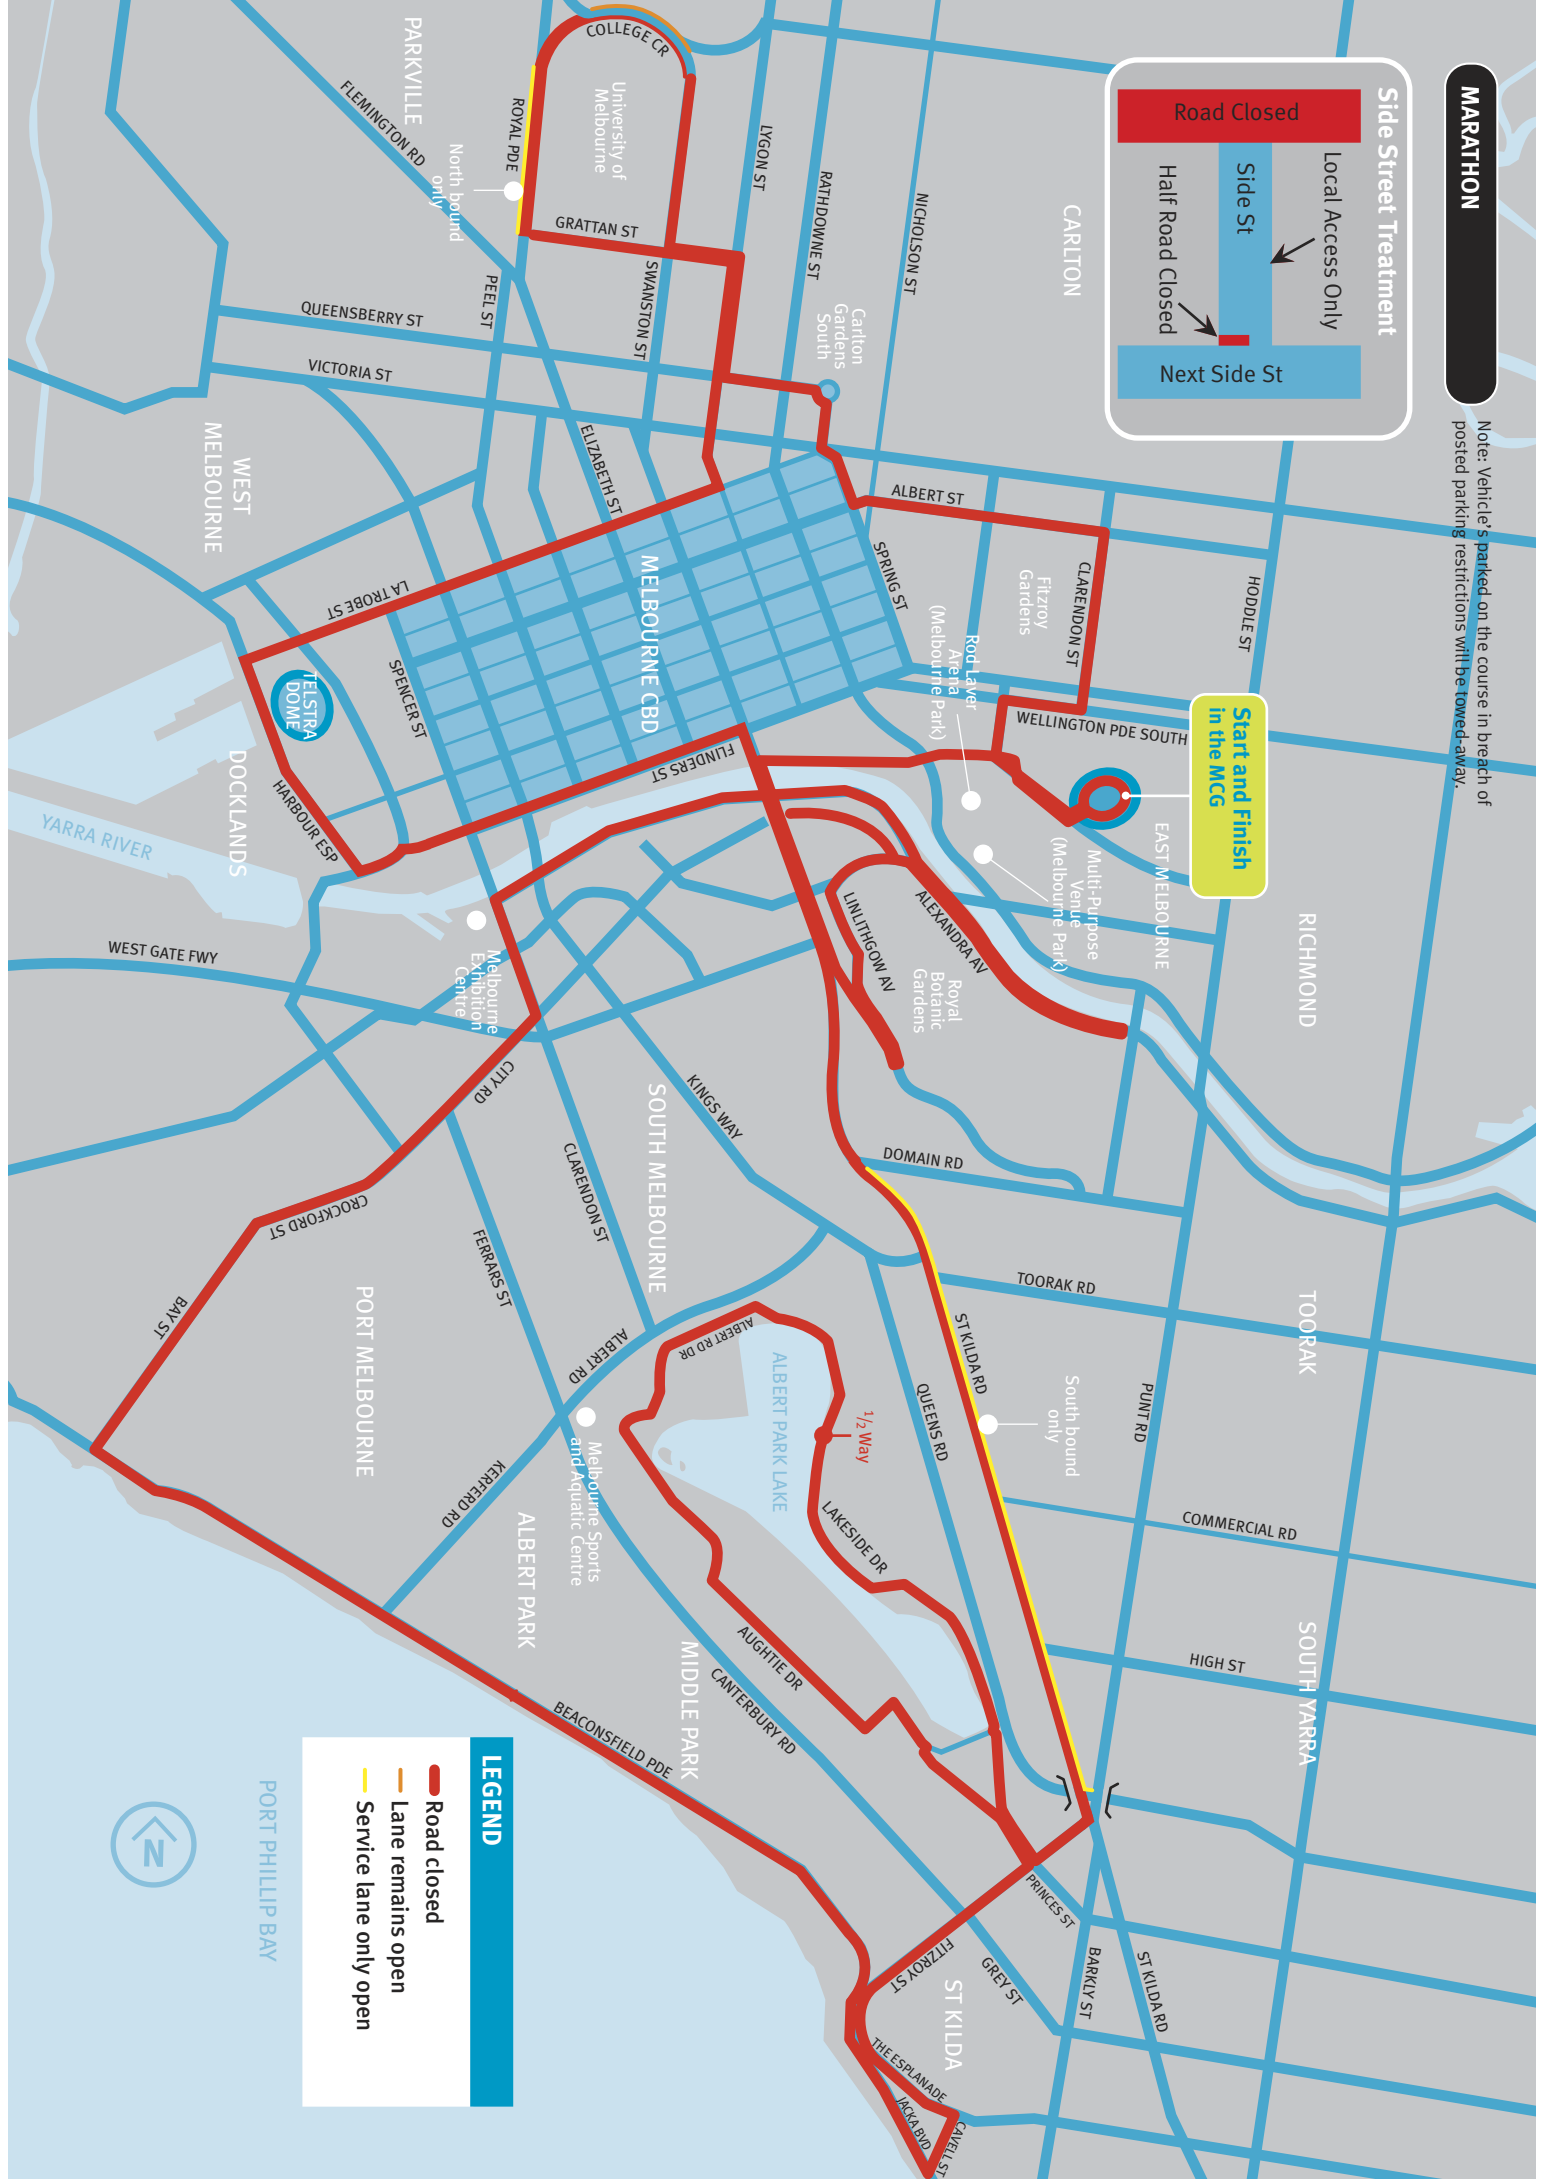 MARATHON
Note: Vehicle's parked on the course in breach of
posted parking restrictions will be towed-away.
Side Street Treatment
Road Closed
Local Access Only
Side St
Half Road Closed
Next Side St
PARKVILLE
COLLEGE CR
University of
Melbourne
ROYAL PDE
FLEMINGTON RD
North bound
only
GRATTAN ST
LYGON ST
RATHDOWNE ST
NICHOLSON ST
CARLTON
PEEL ST
SWANSTON ST
QUEENSBERRY ST
VICTORIA ST
Carlton
Gardens
South
WEST
MELBOURNE
ELIZABETH ST
ALBERT ST
SPRING ST
LA TROBE ST
MELBOURNE CBD
SPENCER ST
TELSTRA
DOME
DOCKLANDS
HARBOUR ESP
YARRA RIVER
FLINDERS ST
Fitzroy
Gardens
CLARENDON ST
HODDLE ST
Rod Laver
Arena
(Melbourne Park)
WELLINGTON PDE SOUTH
Start and Finish
in the MCG
EAST MELBOURNE
Multi-Purpose
Venue
(Melbourne Park)
RICHMOND
LINLITHGOW AV
ALEXANDRA AV
Royal
Botanic
Gardens
WEST GATE FWY
Melbourne
Exhibition
Centre
CITY RD
SOUTH MELBOURNE
KINGS WAY
CLARENDON ST
DOMAIN RD
CROCKFORD ST
FERRARS ST
BAY ST
PORT MELBOURNE
ALBERT RD
ALBERT RD DR
ALBERT PARK LAKE
1/2 Way
TOORAK RD
TOORAK
ST KILDA RD
South bound
only
QUEENS RD
PUNT RD
KERFERD RD
Melbourne Sports
and Aquatic Centre
ALBERT PARK
LAKESIDE DR
COMMERCIAL RD
AUGHTIE DR
MIDDLE PARK
CANTERBURY RD
HIGH ST
SOUTH YARRA
BEACONSFIELD PDE
PRINCES ST
FITZROY ST
GREY ST
BARKLY ST
ST KILDA RD
ST KILDA
THE ESPLANADE
JACKA BVD
CAVELL ST
PORT PHILLIP BAY
N
LEGEND
Road closed
Lane remains open
Service lane only open